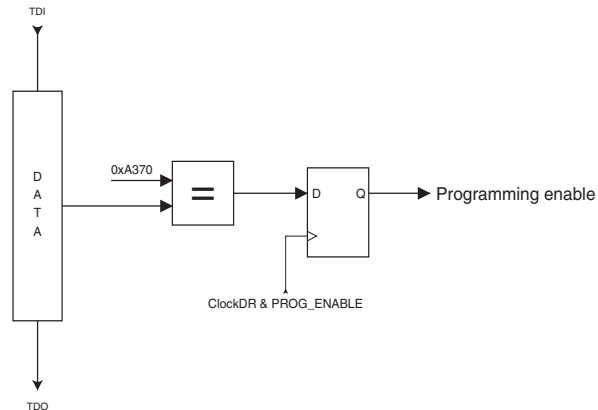 TDI
D
A
T
A
0xA370
=
D Q
Programming enable
ClockDR & PROG_ENABLE
TDO